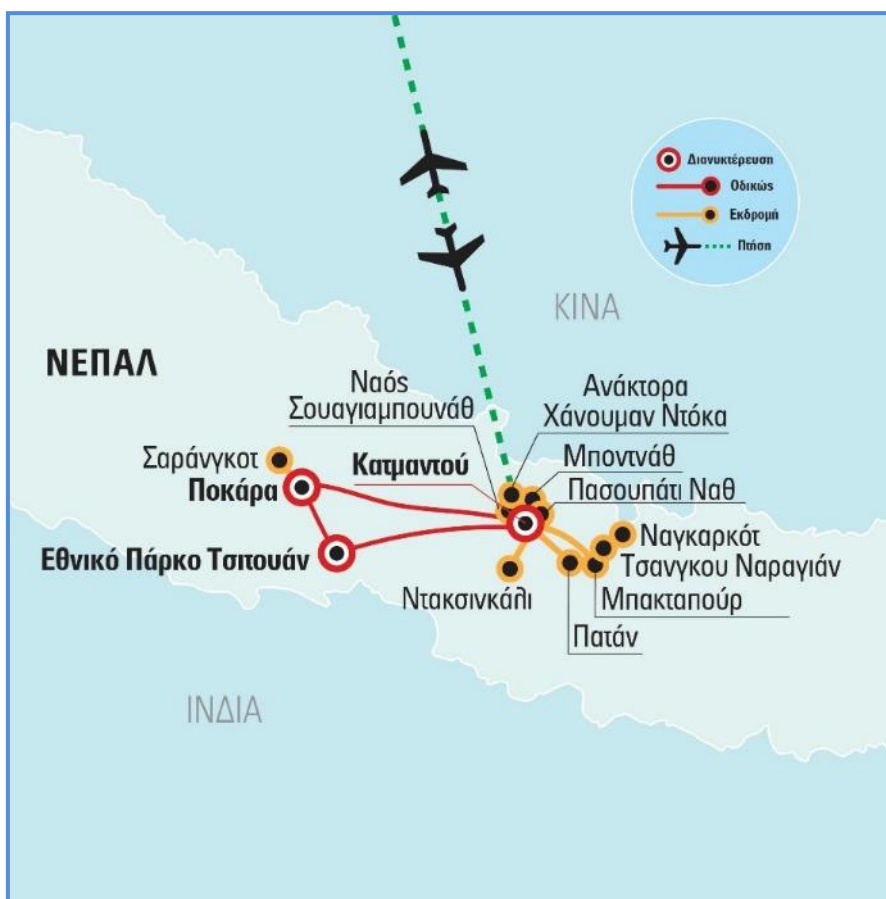 Διανυκτέρευση
Οδικώς
Εκδρομή
Πτήση
ΚΙΝΑ
ΝΕΠΑΛ
Ναός
Σουαγιαμπουνάθ
Ανάκτορα
Χάνουμαν Ντόκα
Σαράνγκοτ
Κατμαντού
Μποντνάθ
Ποκάρα
Πασουπάτι Ναθ
Εθνικό Πάρκο Τσιτουάν
Ναγκαρκότ
Τσανγκου Ναραγιάν
Ντακσινκάλι
Μπακταπούρ
Πατάν
ΙΝΔΙΑ